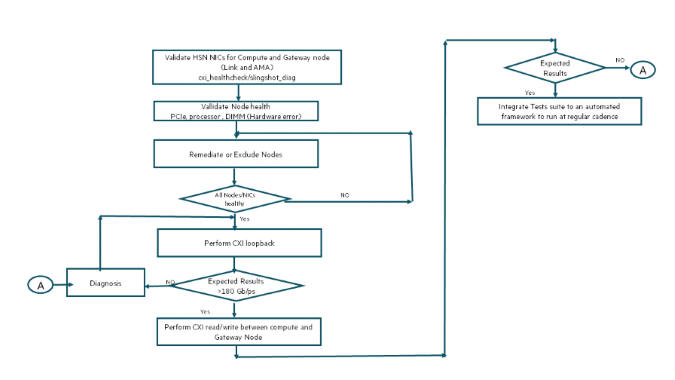 Validate HSN NICs for Compute and Gateway node
(Link and AMA)
cxi_healthcheck/slingshot_diag
Vallidate Node health
PCIe, processor , DIMM (Hardware error)
Remediate or Exclude Nodes
All Nodes/NICs
healthy
NO
Yes
Perform CXI loopback
A
Diagnosis
NO
Expected Results
>180 Gb/ps
Yes
Perform CXI read/write between compute and
Gateway Node
Expected
Results
NO
A
Yes
Integrate Tests suite to an automated
framework to run at regular cadence